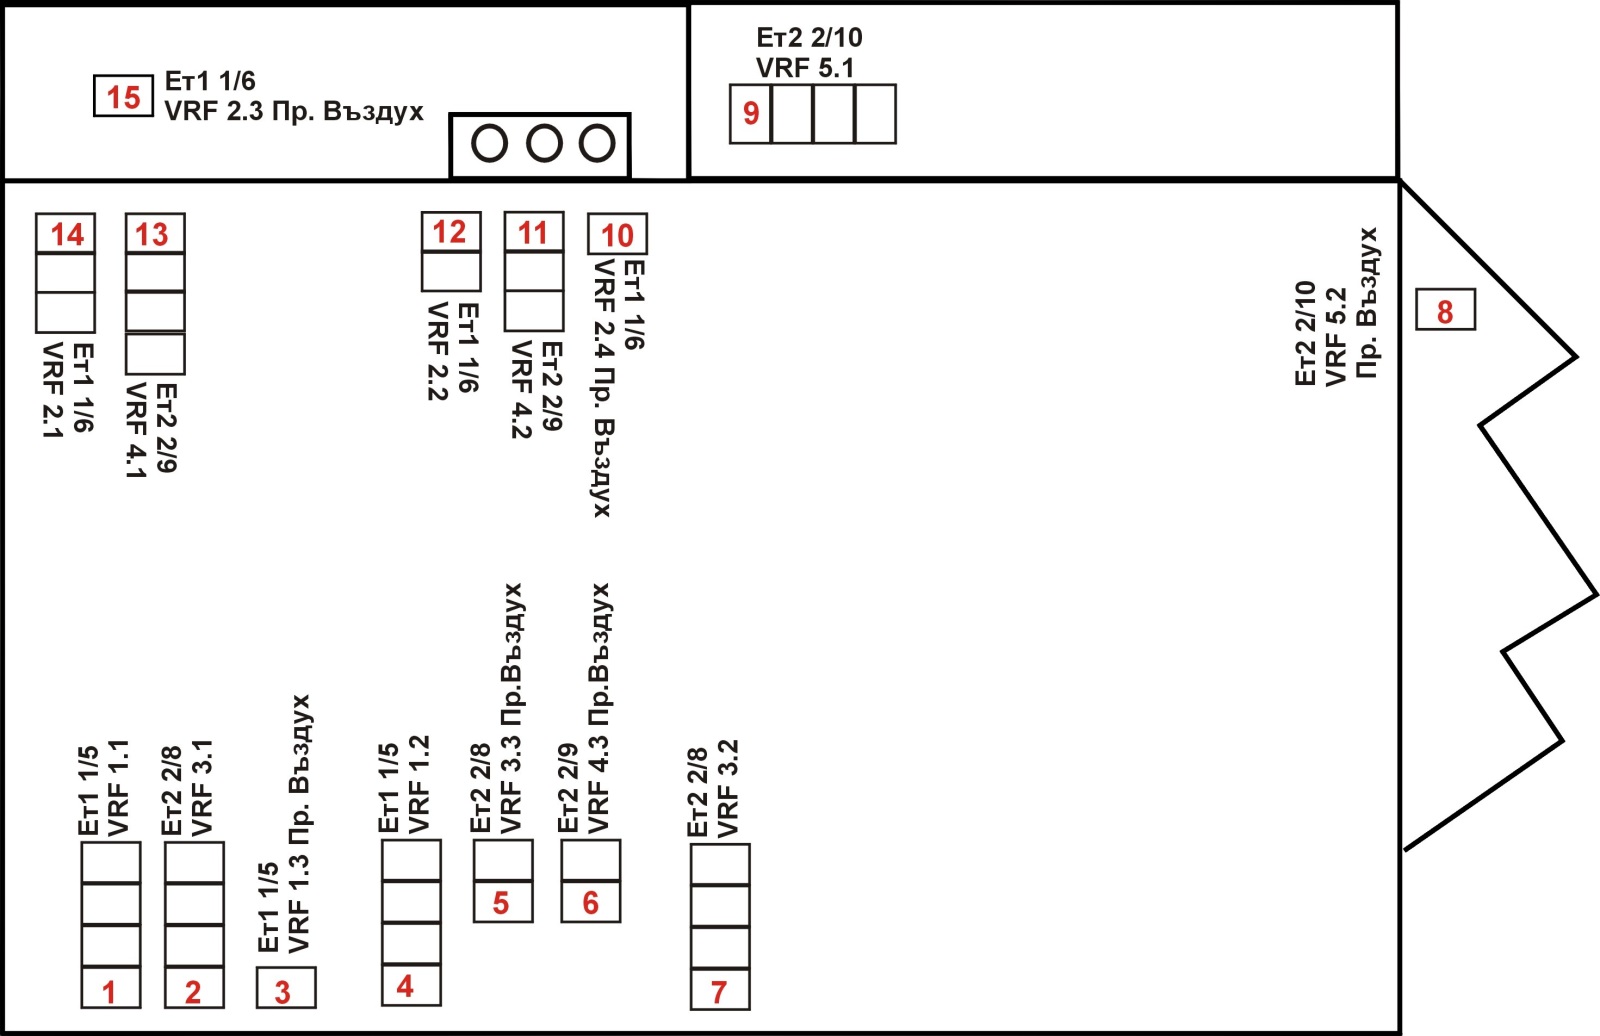 15
Ет1 1/6
VRF 2.3 Пр. Въздух
Ет2 2/10
VRF 5.1
9
14
Ет1 1/6
VRF 2.1
13
Ет2 2/9
VRF 4.1
12
Ет1 1/6
VRF 2.2
11
Ет2 2/9
VRF 4.2
10
Ет1 1/6
VRF 2.4 Пр. Въздух
Ет2 2/10
VRF 5.2
Пр. Въздух
8
Ет1 1/5
VRF 1.1
1
Ет2 2/8
VRF 3.1
2
Ет1 1/5
VRF 1.3 Пр. Въздух
3
Ет1 1/5
VRF 1.2
4
Ет2 2/8
VRF 3.3 Пр.Въздух
5
Ет2 2/9
VRF 4.3 Пр.Въздух
6
Ет2 2/8
VRF 3.2
7